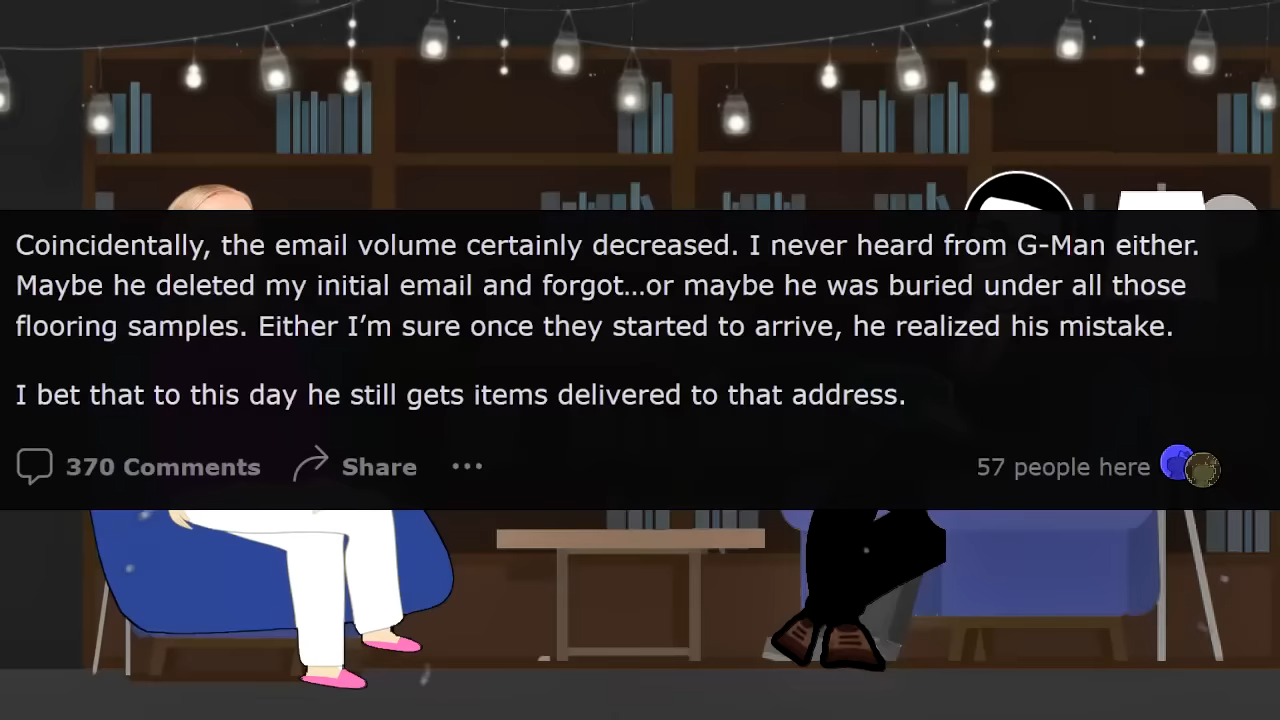 Coincidentally, the email volume certainly decreased. I never heard from G-Man either.
Maybe he deleted my initial email and forgot…or maybe he was buried under all those
flooring samples. Either I’m sure once they started to arrive, he realized his mistake.
I bet that to this day he still gets items delivered to that address.
370 Comments Share ••• 57 people here